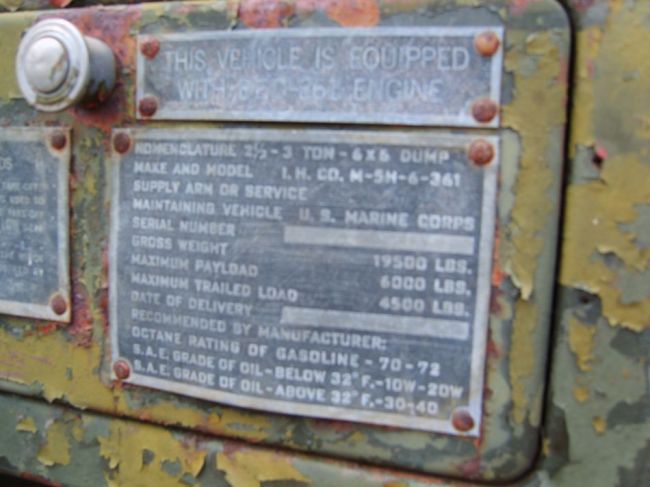 THIS VEHICLE IS EQUIPPED
WITH ENGINE
NOMENCLATURE 2½-3 TON-6X6 DUMP
MAKE AND MODEL I. H. CO. M-5H-6-361
SUPPLY ARM OR SERVICE
MAINTAINING VEHICLE U. S. MARINE CORPS
SERIAL NUMBER
GROSS WEIGHT 19500 LBS.
MAXIMUM PAYLOAD 6000 LBS.
MAXIMUM TRAILED LOAD 4500 LBS.
DATE OF DELIVERY
RECOMMENDED BY MANUFACTURER:
OCTANE RATING OF GASOLINE-70-72
S.A.E. GRADE OF OIL-BELOW 32°F.-10W-20W
S.A.E. GRADE OF OIL-ABOVE 32°F.-30-40